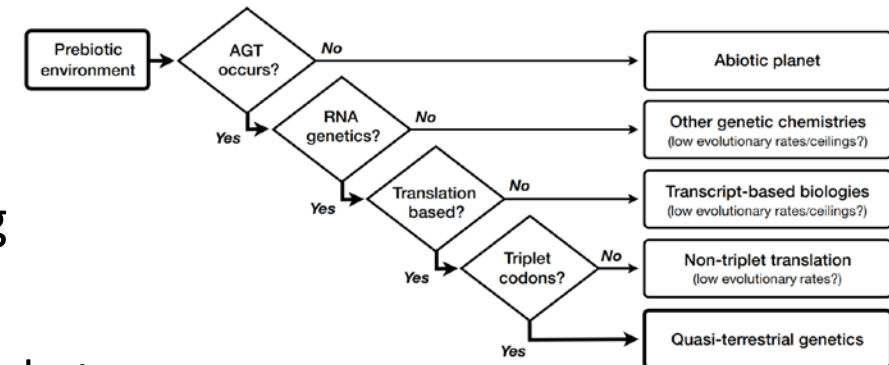 Prebiotic
environment
AGT
occurs?
No
Abiotic planet
Yes
RNA
genetics?
No
Other genetic chemistries
(low evolutionary rates/ceilings?)
Yes
Translation
based?
No
Transcript-based biologies
(low evolutionary rates/ceilings?)
Yes
Triplet
codons?
No
Non-triplet translation
(low evolutionary rates?)
Yes
Quasi-terrestrial genetics